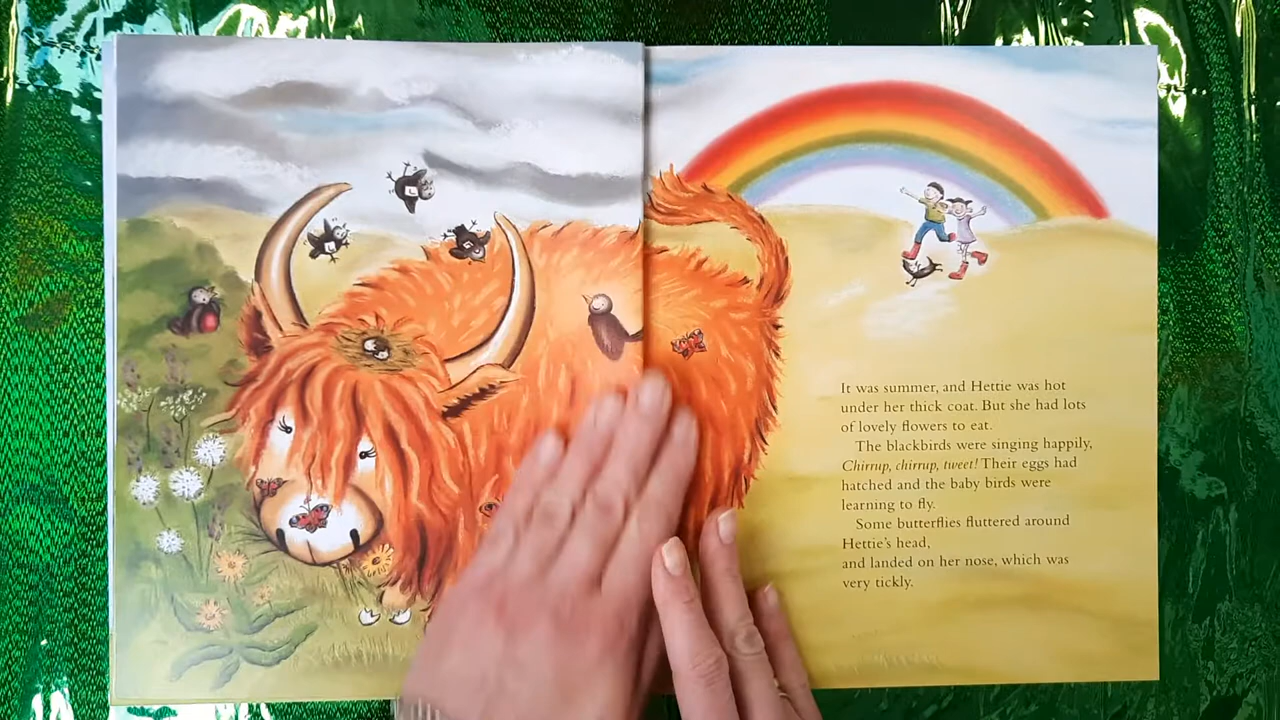 It was summer, and Hettie was hot
under her thick coat. But she had lots
of lovely flowers to eat.
The blackbirds were singing happily,
Chirrup, chirrup, tweet! Their eggs had
hatched and the baby birds were
learning to fly.
Some butterflies fluttered around
Hettie's head,
and landed on her nose, which was
very tickly.